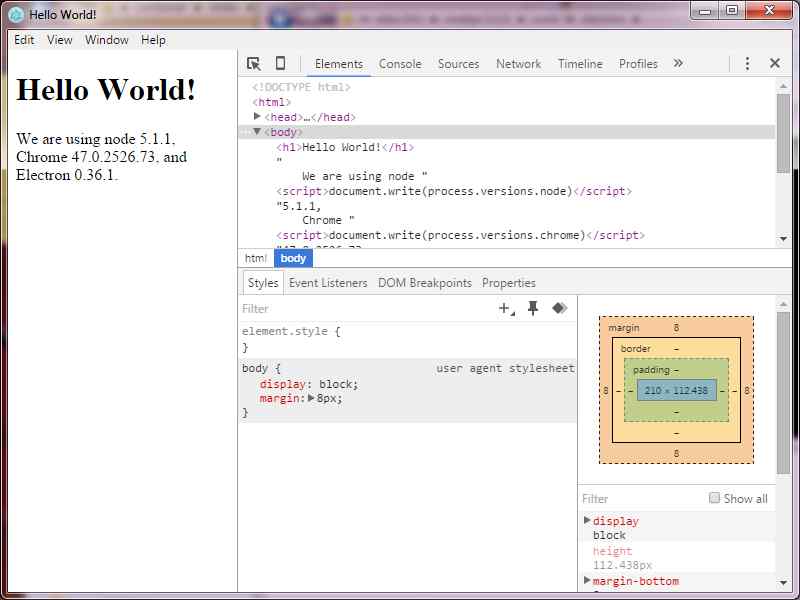 Hello World!
Edit View Window Help
Hello World!
We are using node 5.1.1,
Chrome 47.0.2526.73, and
Electron 0.36.1.
Elements Console Sources Network Timeline Profiles »
<!DOCTYPE html>
<html>
<head>…</head>
<body>
<h1>Hello World!</h1>
"
We are using node "
<script>document.write(process.versions.node)</script>
"5.1.1,
Chrome "
<script>document.write(process.versions.chrome)</script>
"47.0.2526.73
html body
Styles Event Listeners DOM Breakpoints Properties
Filter
element.style {
}
body { user agent stylesheet
display: block;
margin: 8px;
}
margin 8
border –
padding –
8 – – 210 × 112.438 – – 8
–
–
8
Filter Show all
display
block
height
112.438px
margin-bottom